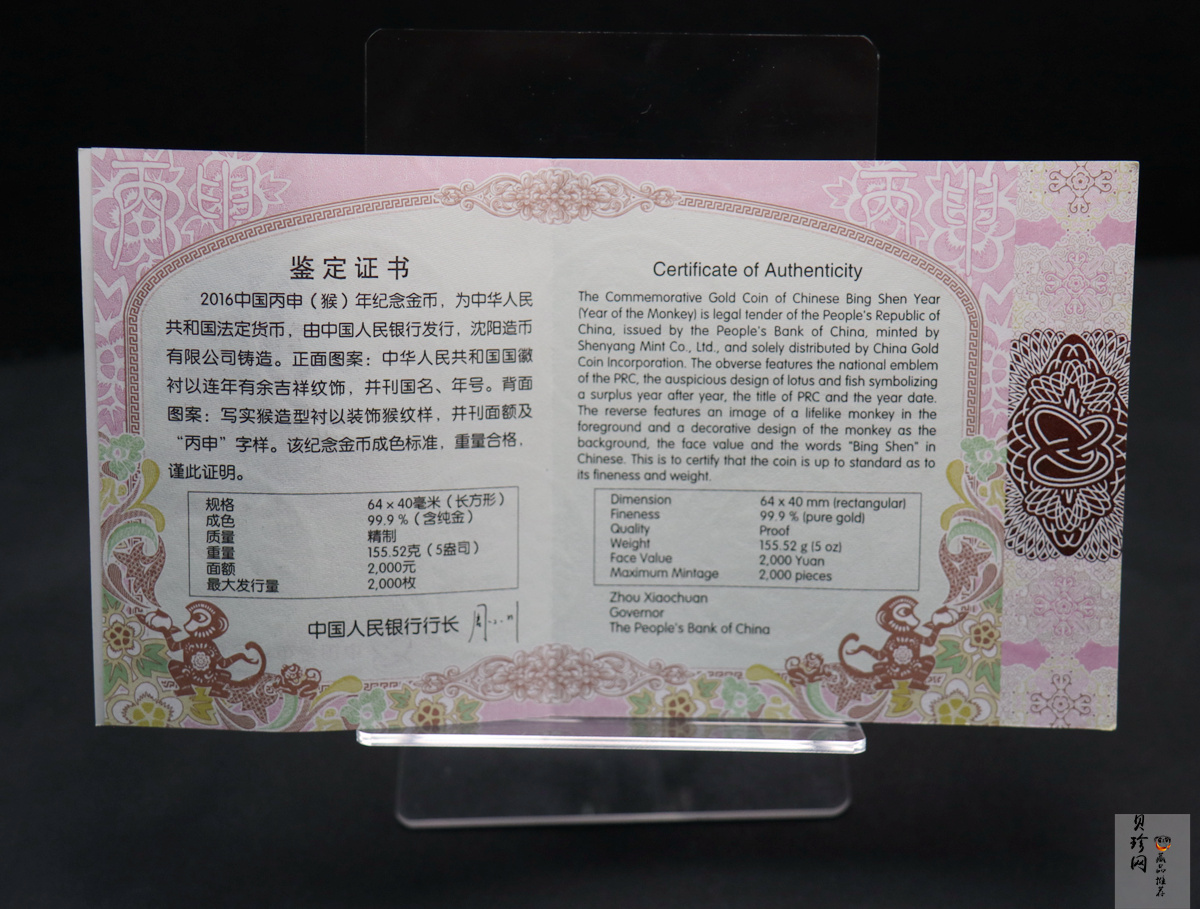 丙申
丙申
鉴定证书
2016中国丙申（猴）年纪念金币，为中华人民
共和国法定货币，由中国人民银行发行，沈阳造币
有限公司铸造。正面图案：中华人民共和国国徽
衬以连年有余吉祥纹饰，并刊国名、年号。背面
图案：写实猴造型衬以装饰猴纹样，并刊面额及
“丙申”字样。该纪念金币成色标准，重量合格，
谨此证明。
规格 64 x 40毫米（长方形）
成色 99.9 %（含纯金）
质量 精制
重量 155.52克（5盎司）
面额 2,000元
最大发行量 2,000枚
中国人民银行行长 周小川
Certificate of Authenticity
The Commemorative Gold Coin of Chinese Bing Shen Year
(Year of the Monkey) is legal tender of the People's Republic of
China, issued by the People's Bank of China, minted by
Shenyang Mint Co., Ltd., and solely distributed by China Gold
Coin Incorporation. The obverse features the national emblem
of the PRC, the auspicious design of lotus and fish symbolizing
a surplus year after year, the title of PRC and the year date.
The reverse features an image of a lifelike monkey in the
foreground and a decorative design of the monkey as the
background, the face value and the words "Bing Shen" in
Chinese. This is to certify that the coin is up to standard as to
its fineness and weight.
Dimension 64 x 40 mm (rectangular)
Fineness 99.9 % (pure gold)
Quality Proof
Weight 155.52 g (5 oz)
Face Value 2,000 Yuan
Maximum Mintage 2,000 pieces
Zhou Xiaochuan
Governor
The People's Bank of China
贝珍网
藏品推荐